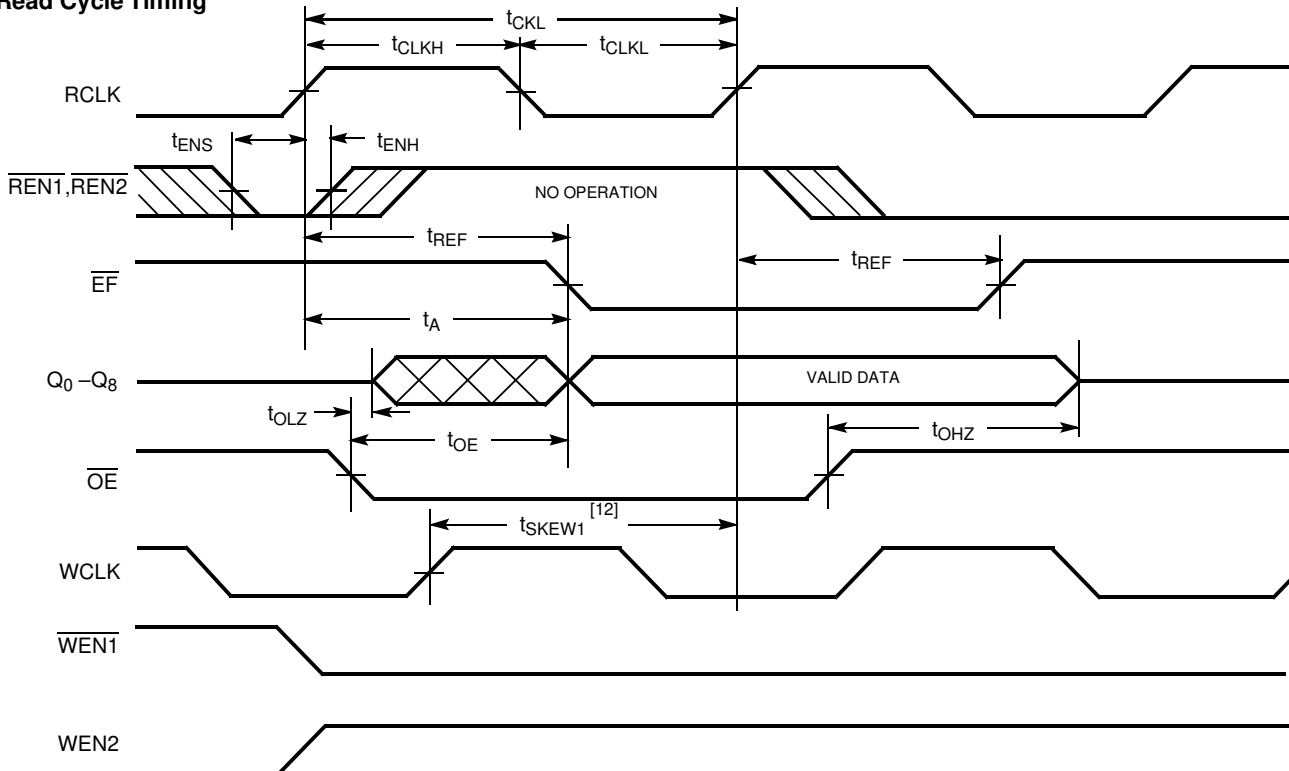 Read Cycle Timing
tCKL
tCLKH
tCLKL
RCLK
tENS
tENH
REN1,REN2
NO OPERATION
tREF
tREF
EF
tA
Q0 –Q8
VALID DATA
tOLZ
tOE
tOHZ
OE
tSKEW1 [12]
WCLK
WEN1
WEN2